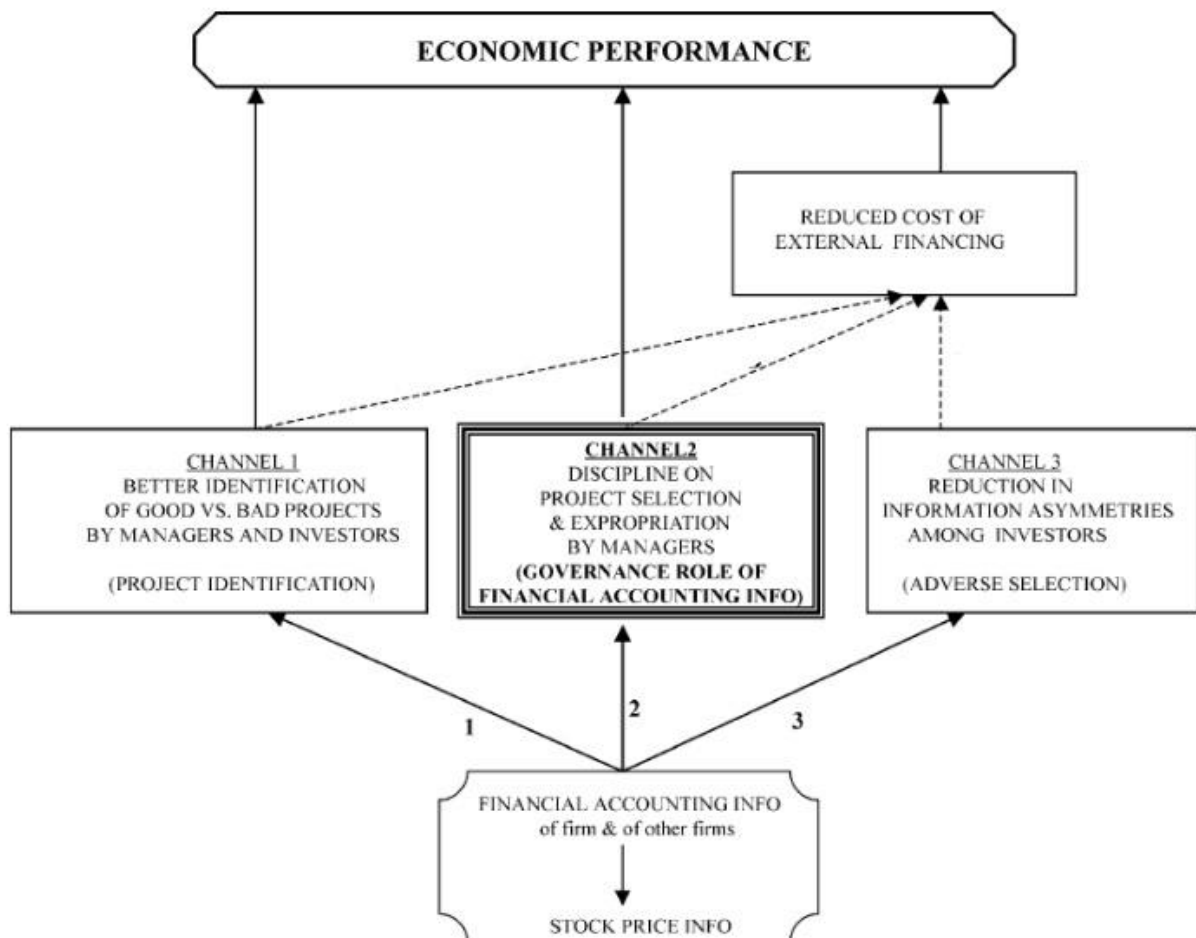 ECONOMIC PERFORMANCE
REDUCED COST OF
EXTERNAL FINANCING
CHANNEL 1
BETTER IDENTIFICATION
OF GOOD VS. BAD PROJECTS
BY MANAGERS AND INVESTORS
(PROJECT IDENTIFICATION)
CHANNEL2
DISCIPLINE ON
PROJECT SELECTION
& EXPROPRIATION
BY MANAGERS
(GOVERNANCE ROLE OF
FINANCIAL ACCOUNTING INFO)
CHANNEL 3
REDUCTION IN
INFORMATION ASYMMETRIES
AMONG INVESTORS
(ADVERSE SELECTION)
1
2
3
FINANCIAL ACCOUNTING INFO
of firm & of other firms
STOCK PRICE INFO